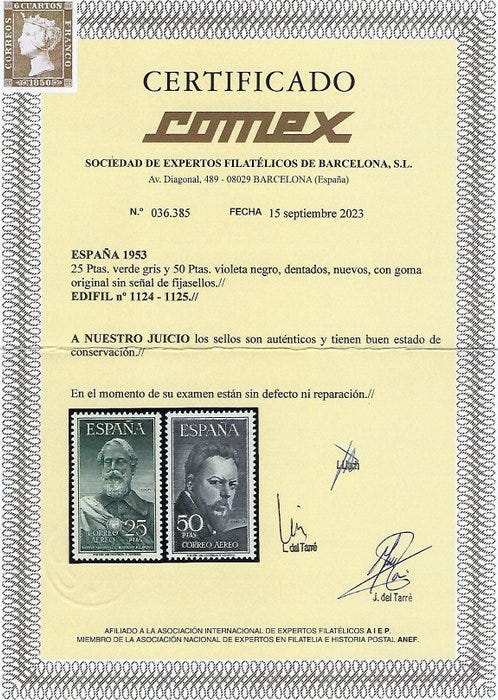 6 CUARTOS
CORREOS
FRANCO
1850
CERTIFICADO
comex
SOCIEDAD DE EXPERTOS FILATÉLICOS DE BARCELONA, S.L.
Av. Diagonal, 489 - 08029 BARCELONA (España)
N.º 036.385 FECHA 15 septiembre 2023
ESPAÑA 1953
25 Ptas. verde gris y 50 Ptas. violeta negro, dentados, nuevos, con goma
original sin señal de fijasellos.//
EDIFIL nº 1124 - 1125.//
A NUESTRO JUICIO los sellos son auténticos y tienen buen estado de
conservación.//
En el momento de su examen están sin defecto ni reparación.//
ESPAÑA
CORREO
AEREO
25
PTAS
ESPAÑA
50
PTAS
CORREO AEREO
L. del Tarré
J. del Tarré
AFILIADO A LA ASOCIACIÓN INTERNACIONAL DE EXPERTOS FILATÉLICOS A I E P.
MIEMBRO DE LA ASOCIACIÓN NACIONAL DE EXPERTOS EN FILATELIA E HISTORIA POSTAL ANEF.